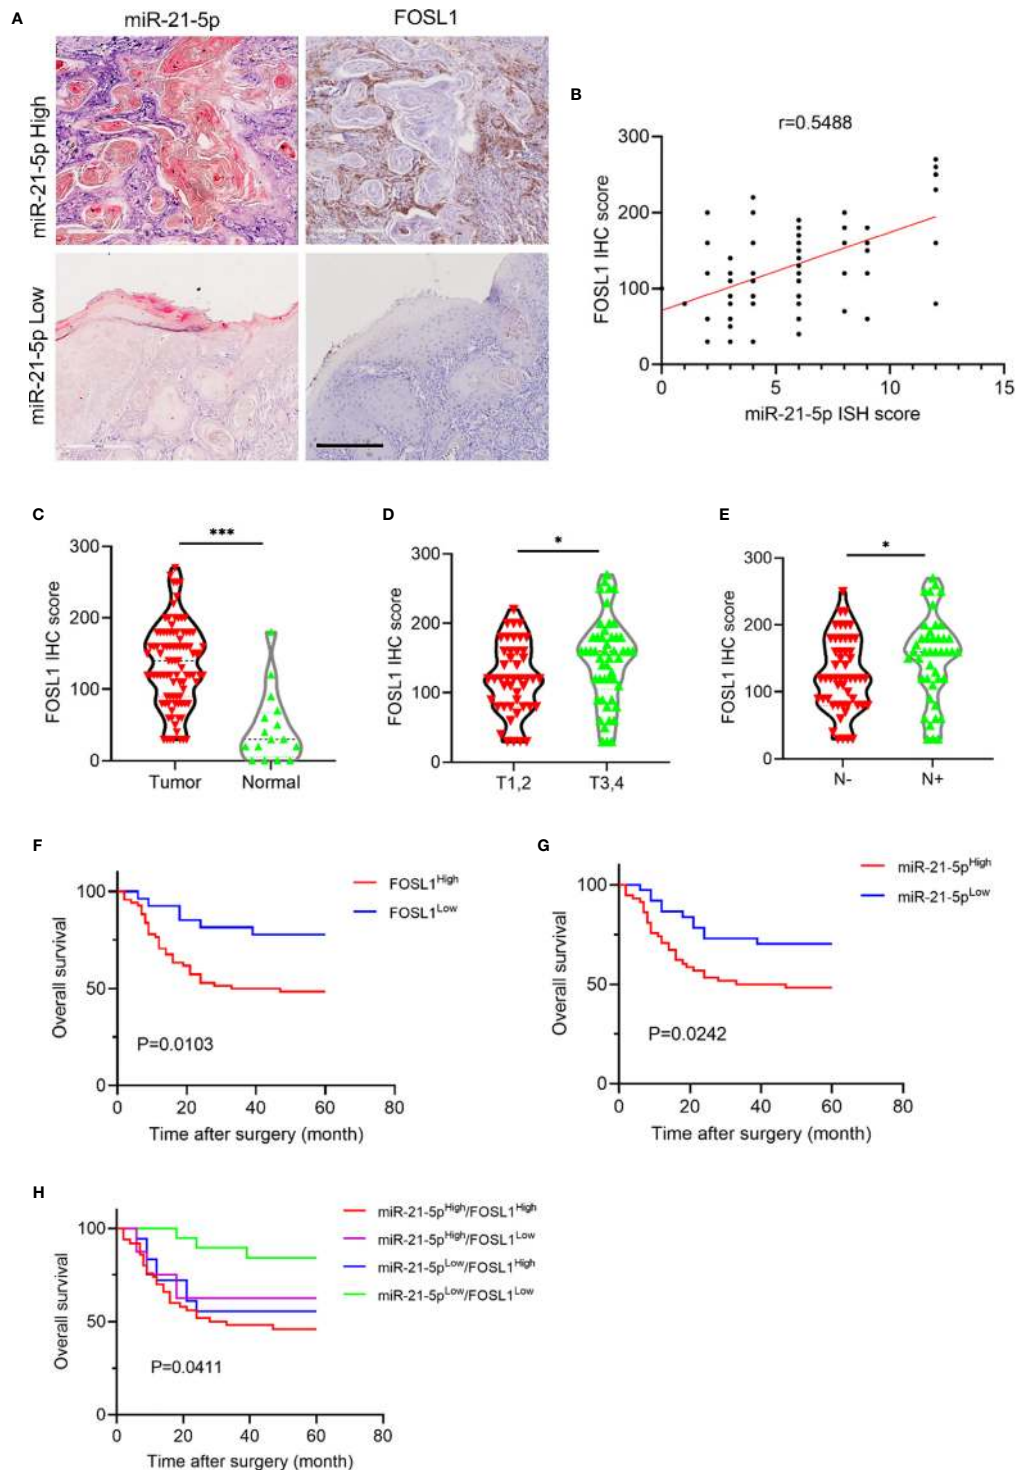 A
miR-21-5p
FOSL1
miR-21-5p High
miR-21-5p Low
B
r=0.5488
FOSL1 IHC score
300
200
100
0
0 5 10 15
miR-21-5p ISH score
C
FOSL1 IHC score
300
200
100
0
***
Tumor Normal
D
FOSL1 IHC score
300
200
100
0
*
T1,2 T3,4
E
FOSL1 IHC score
300
200
100
0
*
N- N+
F
Overall survival
100
50
0
FOSL1High
FOSL1Low
P=0.0103
0 20 40 60 80
Time after surgery (month)
G
Overall survival
100
50
0
miR-21-5pHigh
miR-21-5pLow
P=0.0242
0 20 40 60 80
Time after surgery (month)
H
Overall survival
100
50
0
miR-21-5pHigh/FOSL1High
miR-21-5pHigh/FOSL1Low
miR-21-5pLow/FOSL1High
miR-21-5pLow/FOSL1Low
P=0.0411
0 20 40 60 80
Time after surgery (month)